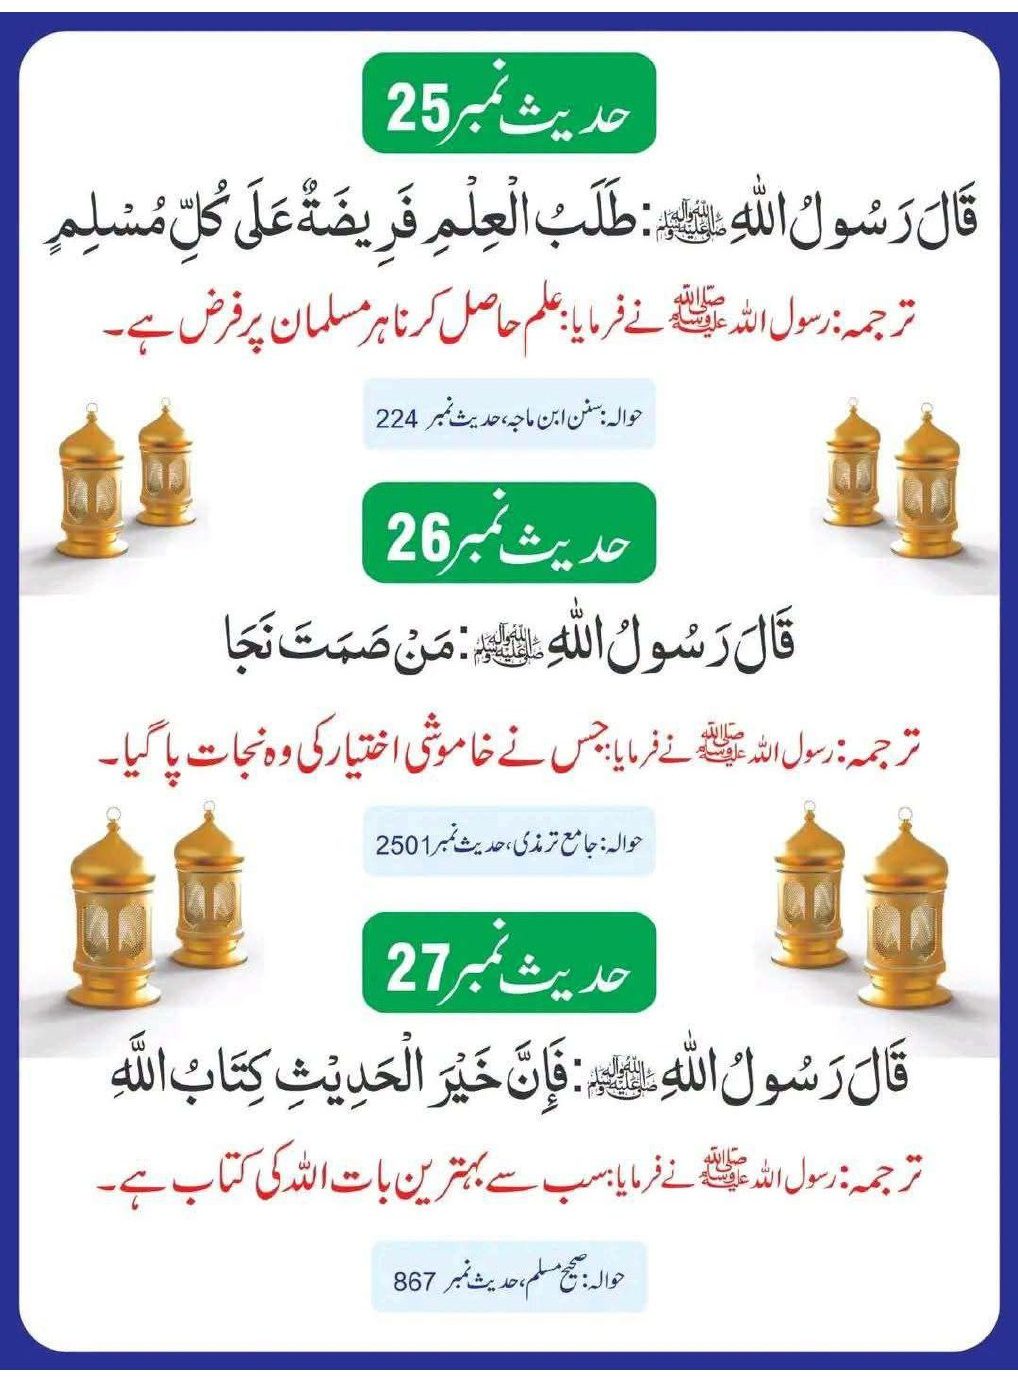 حدیث نمبر 25
قَالَ رَسُولُ اللهِ ﷺ: طَلَبُ الْعِلْمِ فَرِيضَةٌ عَلَى كُلِّ مُسْلِمٍ
ترجمہ: رسول اللہ ﷺ نے فرمایا: علم حاصل کرنا ہر مسلمان پر فرض ہے۔
حوالہ: سنن ابن ماجہ، حدیث نمبر 224
حدیث نمبر 26
قَالَ رَسُولُ اللهِ ﷺ: مَنْ صَمَتَ نَجَا
ترجمہ: رسول اللہ ﷺ نے فرمایا: جس نے خاموشی اختیار کی وہ نجات پا گیا۔
حوالہ: جامع ترمذی، حدیث نمبر 2501
حدیث نمبر 27
قَالَ رَسُولُ اللهِ ﷺ: فَإِنَّ خَيْرَ الْحَدِيْثِ كِتَابُ اللَّهِ
ترجمہ: رسول اللہ ﷺ نے فرمایا: سب سے بہترین بات اللہ کی کتاب ہے۔
حوالہ: صحیح مسلم، حدیث نمبر 867